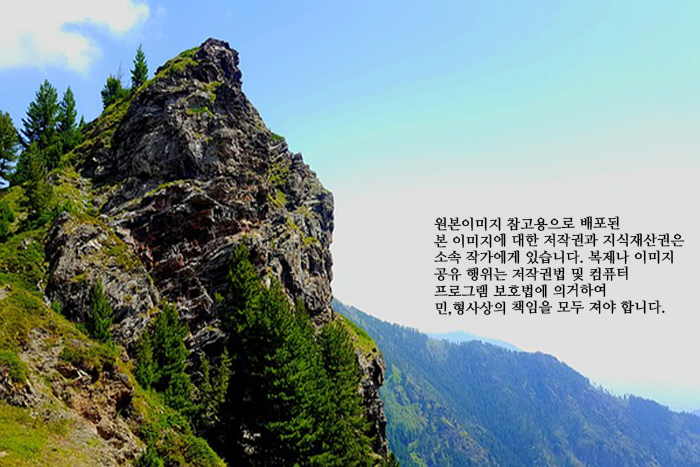 원본이미지 참고용으로 배포된
본 이미지에 대한 저작권과 지식재산권은
소속 작가에게 있습니다. 복제나 이미지
공유 행위는 저작권법 및 컴퓨터
프로그램 보호법에 의거하여
민,형사상의 책임을 모두 져야 합니다.